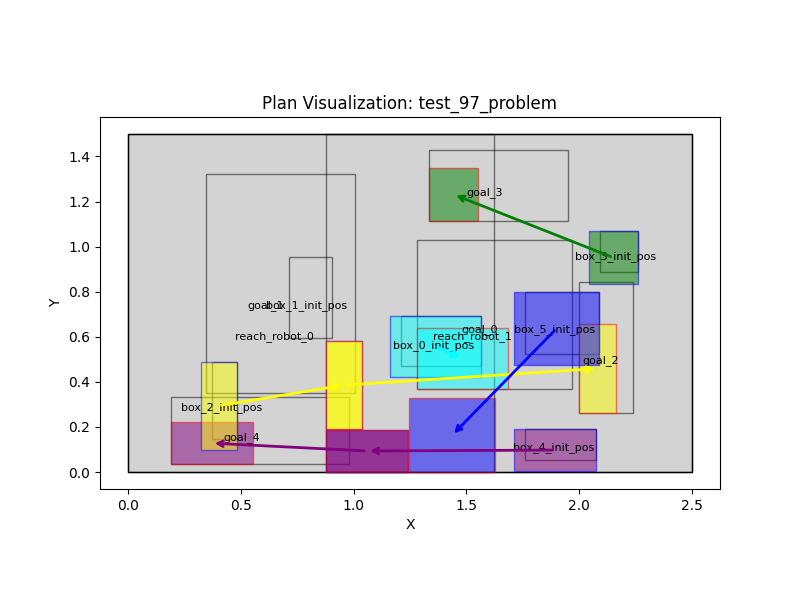 Plan Visualization: test_97_problem
Y
1.4
1.2
1.0
0.8
0.6
0.4
0.2
0.0
goal_3
box_3_init_pos
goal_1
box_1_init_pos
reach_robot_0
goal_0
reach_robot_1
box_5_init_pos
box_0_init_pos
goal_2
box_2_init_pos
goal_4
box_4_init_pos
0.0 0.5 1.0 1.5 2.0 2.5
X